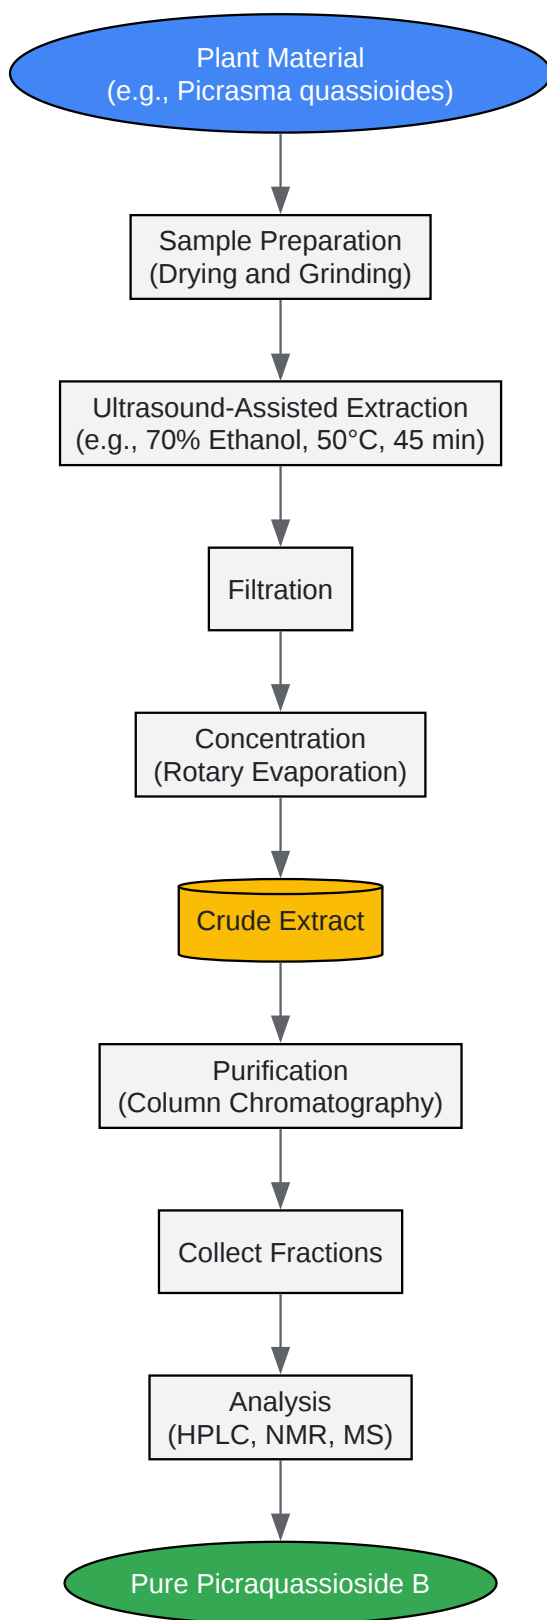 Plant Material
(e.g., Picrasma quassioides)
Sample Preparation
(Drying and Grinding)
Ultrasound-Assisted Extraction
(e.g., 70% Ethanol, 50°C, 45 min)
Filtration
Concentration
(Rotary Evaporation)
Crude Extract
Purification
(Column Chromatography)
Collect Fractions
Analysis
(HPLC, NMR, MS)
Pure Picraquassioside B